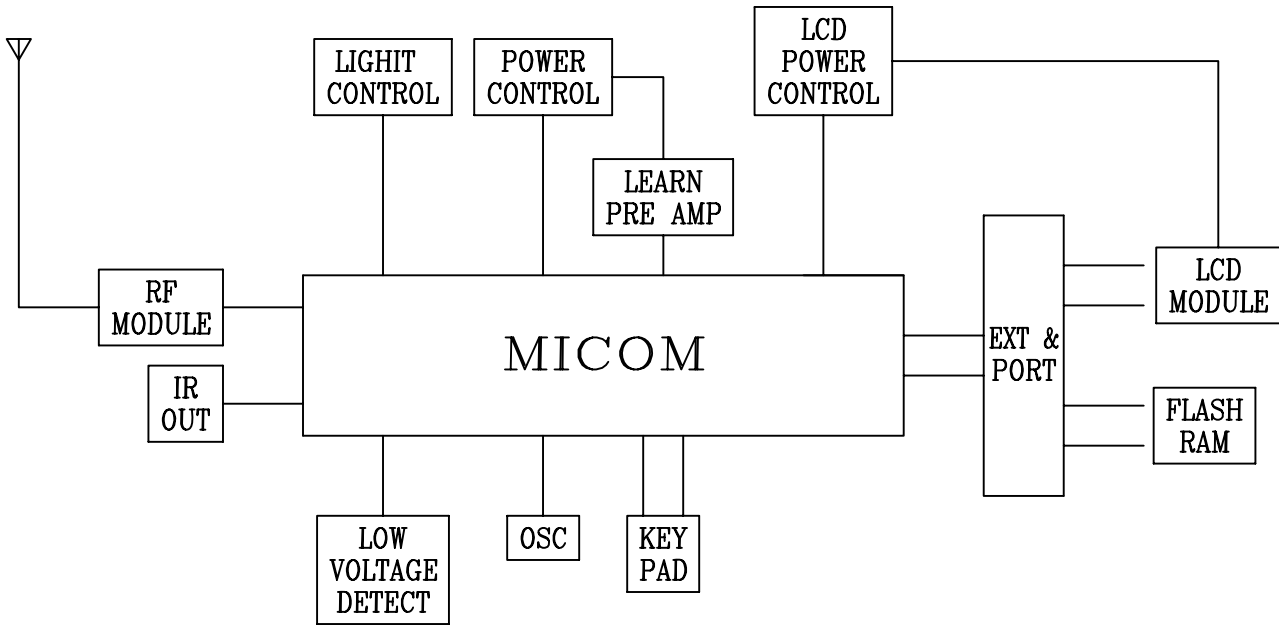 LIGHIT
CONTROL
POWER
CONTROL
LCD
POWER
CONTROL
LEARN
PRE AMP
RF
MODULE
MICOM
EXT &
PORT
LCD
MODULE
IR
OUT
FLASH
RAM
LOW
VOLTAGE
DETECT
OSC
KEY
PAD